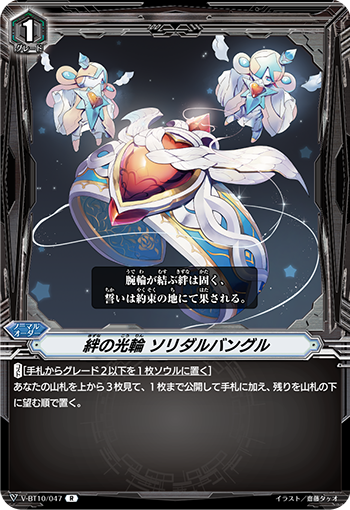 1
グレード
腕輪が結ぶ絆は固く、
誓いは約束の地にて果される。
ノーマル
オーダー
絆の光輪 ソリダルバングル
[手札からグレード2以下を1枚ソウルに置く]
あなたの山札を上から3枚見て、1枚まで公開して手札に加え、残りを山札の下
に望む順で置く。
V-BT10/047 R イラスト/齋藤タケオ